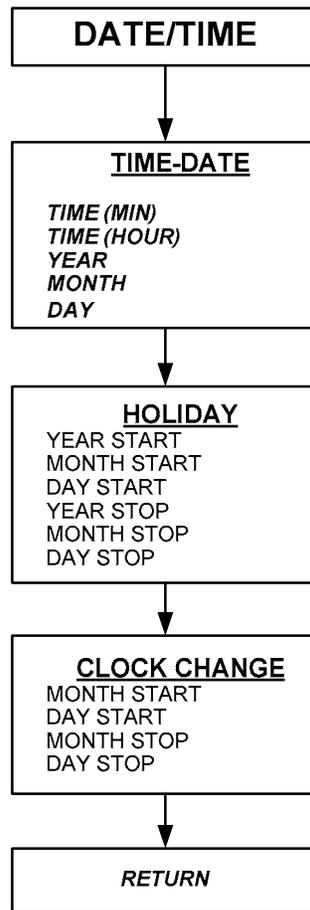 DATE/TIME
TIME-DATE
TIME (MIN)
TIME (HOUR)
YEAR
MONTH
DAY
HOLIDAY
YEAR START
MONTH START
DAY START
YEAR STOP
MONTH STOP
DAY STOP
CLOCK CHANGE
MONTH START
DAY START
MONTH STOP
DAY STOP
RETURN